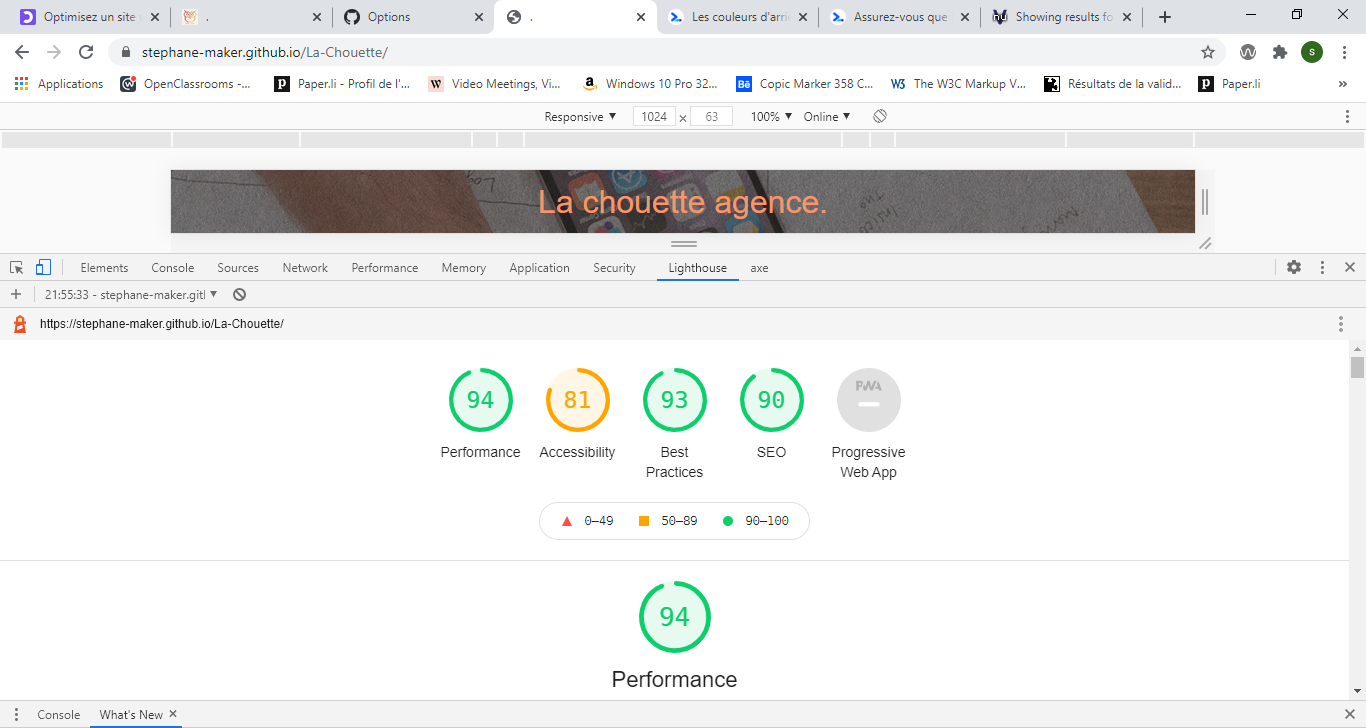 Optimisez un site
.
Options
.
Les couleurs d'arri
Assurez-vous que
Showing results fo
stephane-maker.github.io/La-Chouette/
s
Applications
OpenClassrooms -...
Paper.li - Profil de l'...
Video Meetings, Vi...
Windows 10 Pro 32...
Bē Copic Marker 358 C...
W3 The W3C Markup V...
Résultats de la valid...
Paper.li
»
Responsive 1024 × 63 100% Online
La chouette agence.
Elements Console Sources Network Performance Memory Application Security Lighthouse axe
21:55:33 - stephane-maker.gitl
https://stephane-maker.github.io/La-Chouette/
94 81 93 90 PWA
Performance Accessibility Best Practices SEO Progressive Web App
0–49 50–89 90–100
94
Performance
Console What's New